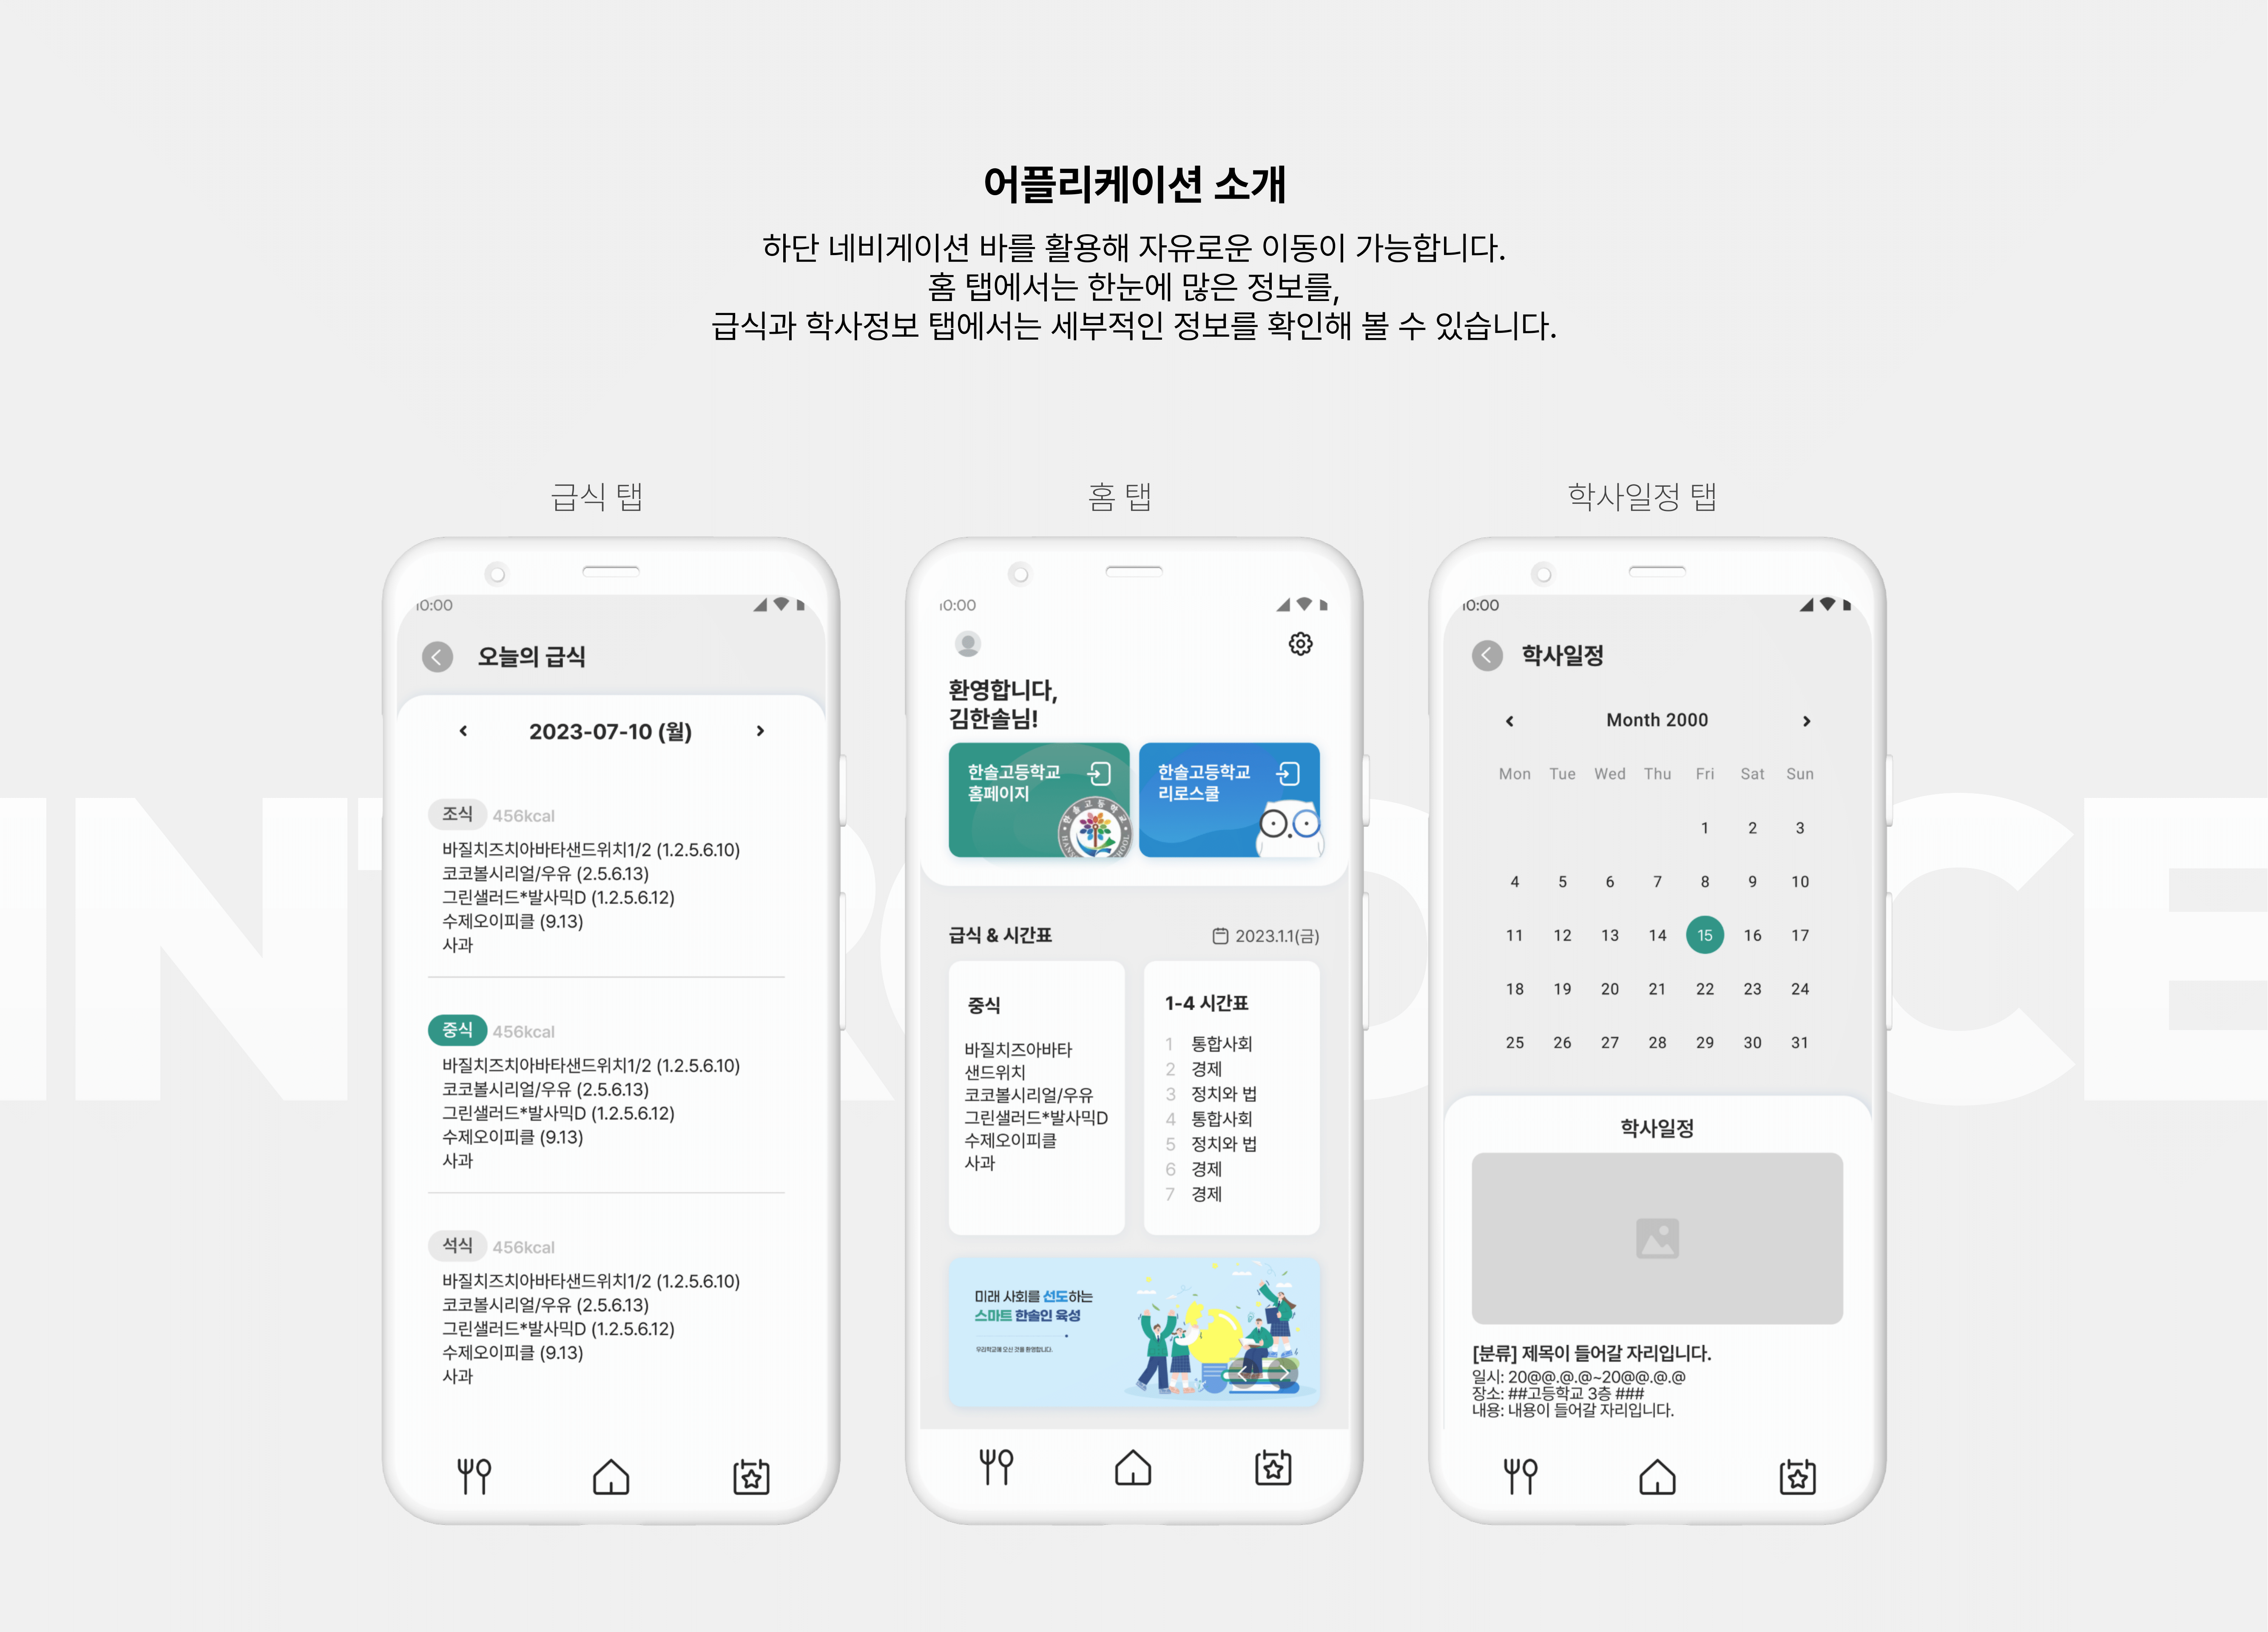 어플리케이션 소개
하단 네비게이션 바를 활용해 자유로운 이동이 가능합니다.
홈 탭에서는 한눈에 많은 정보를,
급식과 학사정보 탭에서는 세부적인 정보를 확인해 볼 수 있습니다.
급식 탭
10:00
오늘의 급식
2023-07-10 (월)
조식 456kcal
바질치즈치아바타샌드위치1/2 (1.2.5.6.10)
코코볼시리얼/우유 (2.5.6.13)
그린샐러드*발사믹D (1.2.5.6.12)
수제오이피클 (9.13)
사과
중식 456kcal
바질치즈치아바타샌드위치1/2 (1.2.5.6.10)
코코볼시리얼/우유 (2.5.6.13)
그린샐러드*발사믹D (1.2.5.6.12)
수제오이피클 (9.13)
사과
석식 456kcal
바질치즈치아바타샌드위치1/2 (1.2.5.6.10)
코코볼시리얼/우유 (2.5.6.13)
그린샐러드*발사믹D (1.2.5.6.12)
수제오이피클 (9.13)
사과
홈 탭
10:00
환영합니다,
김한솔님!
한솔고등학교
홈페이지
한솔고등학교
한솔고등학교
리로스쿨
급식 & 시간표
2023.1.1(금)
중식
바질치즈아바타
샌드위치
코코볼시리얼/우유
그린샐러드*발사믹D
수제오이피클
사과
1-4 시간표
1 통합사회
2 경제
3 정치와 법
4 통합사회
5 정치와 법
6 경제
7 경제
미래 사회를 선도하는
스마트 한솔인 육성
우리학교에 오신 것을 환영합니다.
학사일정 탭
10:00
학사일정
Month 2000
Mon Tue Wed Thu Fri Sat Sun
1 2 3
4 5 6 7 8 9 10
11 12 13 14 15 16 17
18 19 20 21 22 23 24
25 26 27 28 29 30 31
학사일정
[분류] 제목이 들어갈 자리입니다.
일시: 20@@.@.@~20@@.@.@
장소: ##고등학교 3층 ###
내용: 내용이 들어갈 자리입니다.